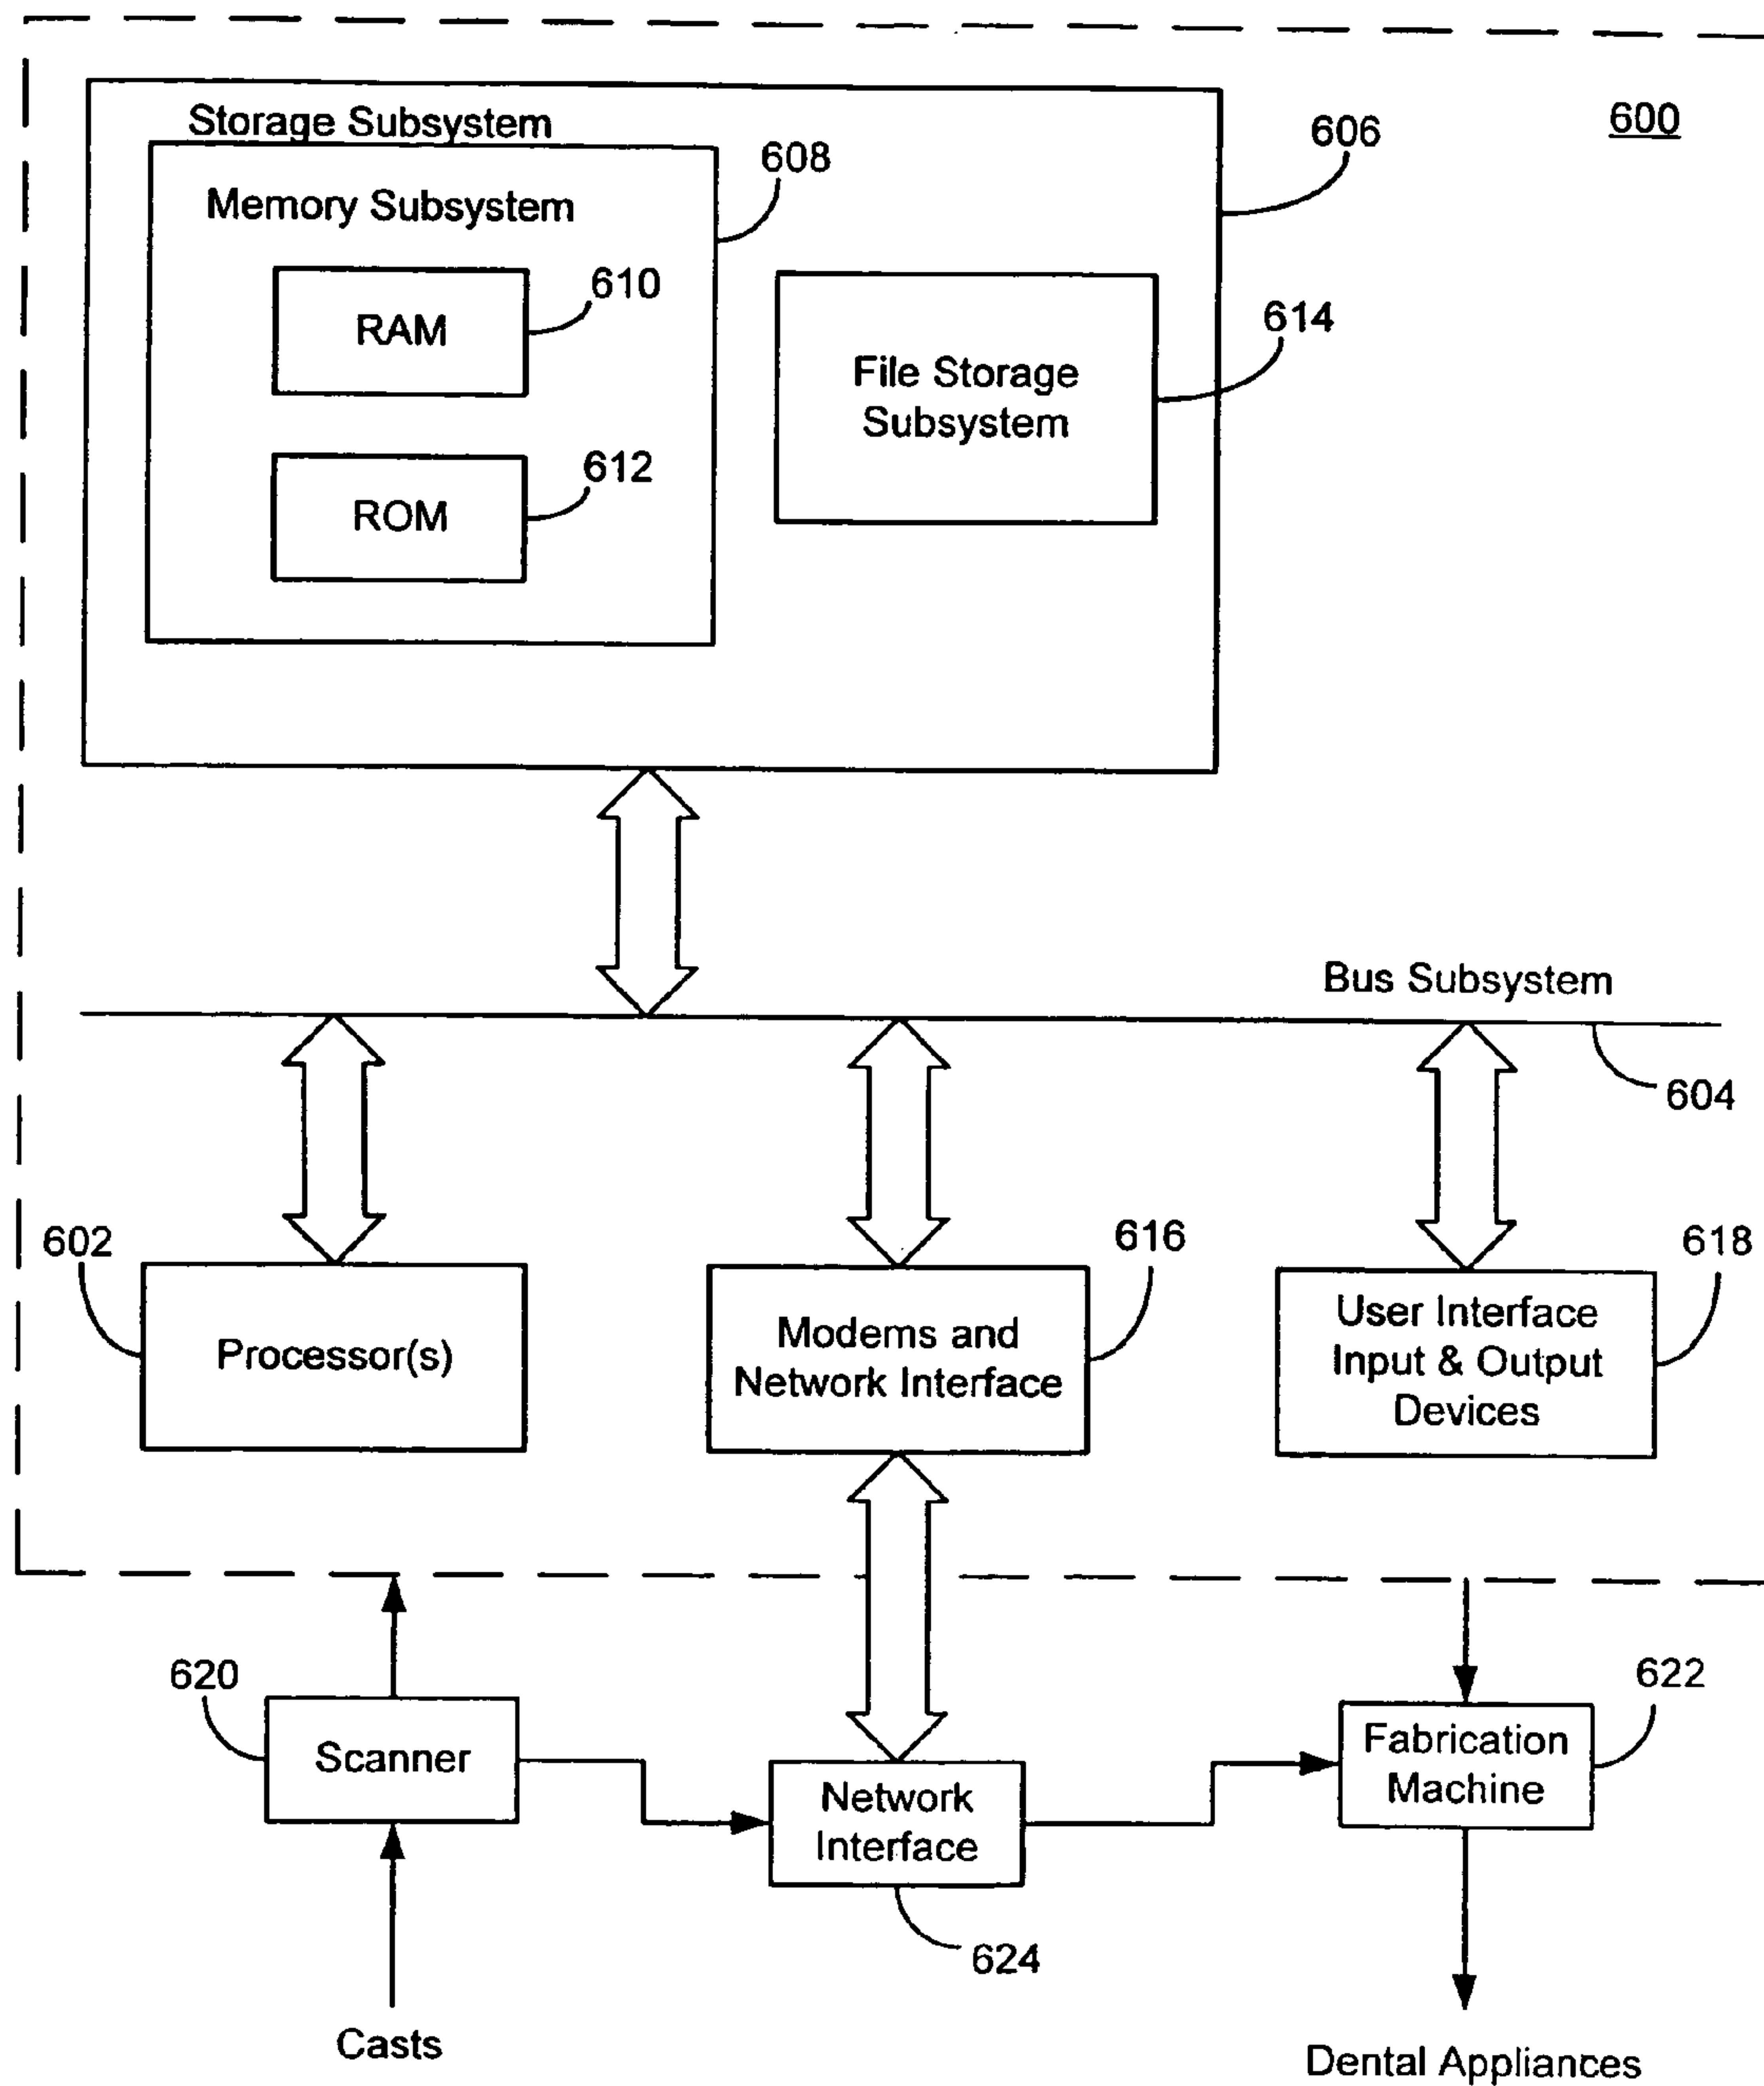 600
Storage Subsystem
606
608
Memory Subsystem
610
RAM
614
File Storage
Subsystem
612
ROM
Bus Subsystem
604
602
616
618
Processor(s)
Modems and
Network Interface
User Interface
Input & Output
Devices
620
622
Scanner
Fabrication
Machine
Network
Interface
624
Casts
Dental Appliances